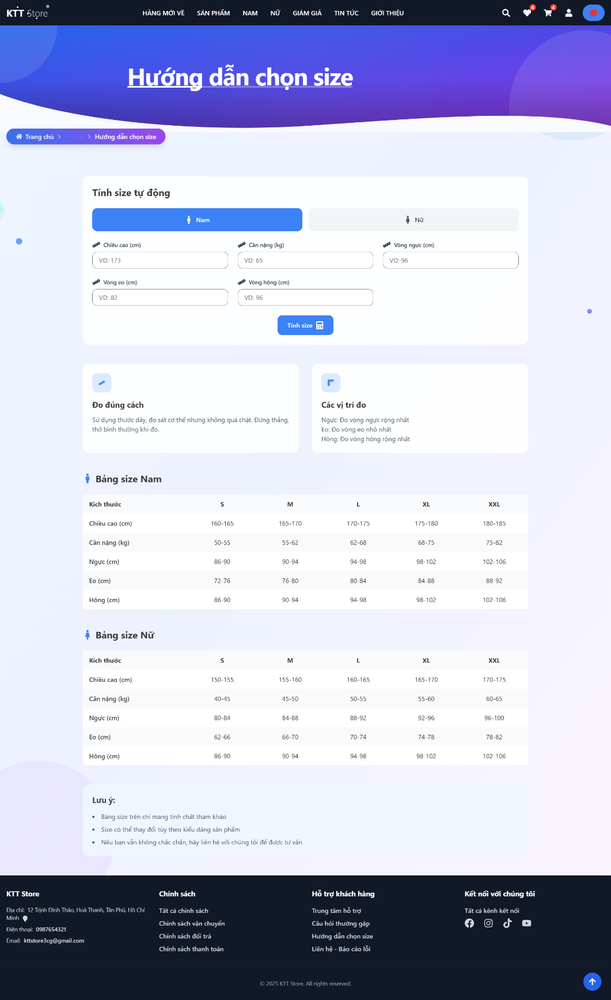 KTT Store
HÀNG MỚI VỀ SẢN PHẨM NAM NỮ GIẢM GIÁ TIN TỨC GIỚI THIỆU
4 4
Hướng dẫn chọn size
Trang chủ > Hỗ trợ > Hướng dẫn chọn size
Tính size tự động
Nam Nữ
Chiều cao (cm) Cân nặng (kg) Vòng ngực (cm)
VD: 173 VD: 65 VD: 96
Vòng eo (cm) Vòng hông (cm)
VD: 82 VD: 96
Tính size
Đo đúng cách
Sử dụng thước dây, đo sát cơ thể nhưng không quá chặt. Đứng thẳng,
thở bình thường khi đo.
Các vị trí đo
Ngực: Đo vòng ngực rộng nhất
Eo: Đo vòng eo nhỏ nhất
Hông: Đo vòng hông rộng nhất
Bảng size Nam
Kích thước S M L XL XXL
Chiều cao (cm) 160-165 165-170 170-175 175-180 180-185
Cân nặng (kg) 50-55 55-62 62-68 68-75 75-82
Ngực (cm) 86-90 90-94 94-98 98-102 102-106
Eo (cm) 72-76 76-80 80-84 84-88 88-92
Hông (cm) 86-90 90-94 94-98 98-102 102-106
Bảng size Nữ
Kích thước S M L XL XXL
Chiều cao (cm) 150-155 155-160 160-165 165-170 170-175
Cân nặng (kg) 40-45 45-50 50-55 55-60 60-65
Ngực (cm) 80-84 84-88 88-92 92-96 96-100
Eo (cm) 62-66 66-70 70-74 74-78 78-82
Hông (cm) 86-90 90-94 94-98 98-102 102-106
Lưu ý:
• Bảng size trên chỉ mang tính chất tham khảo
• Size có thể thay đổi tùy theo kiểu dáng sản phẩm
• Nếu bạn vẫn không chắc chắn, hãy liên hệ với chúng tôi để được tư vấn
KTT Store
Địa chỉ: 12 Trịnh Đình Thảo, Hoà Thanh, Tân Phú, Hồ Chí
Minh
Điện thoại: 0987654321
Email: kttstore3cg@gmail.com
Chính sách
Tất cả chính sách
Chính sách vận chuyển
Chính sách đổi trả
Chính sách thanh toán
Hỗ trợ khách hàng
Trung tâm hỗ trợ
Câu hỏi thường gặp
Hướng dẫn chọn size
Liên hệ - Báo cáo lỗi
Kết nối với chúng tôi
Tất cả kênh kết nối
© 2025 KTT Store. All rights reserved.